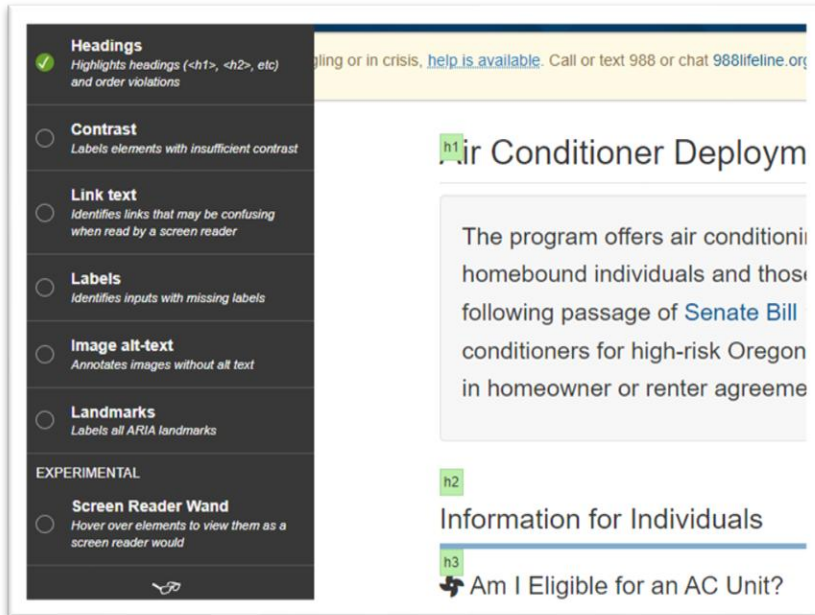 Headings
Highlights headings (<h1>, <h2>, etc)
and order violations
Contrast
Labels elements with insufficient contrast
Link text
Identifies links that may be confusing
when read by a screen reader
Labels
Identifies inputs with missing labels
Image alt-text
Annotates images without alt text
Landmarks
Labels all ARIA landmarks
EXPERIMENTAL
Screen Reader Wand
Hover over elements to view them as a
screen reader would
or in crisis, help is available. Call or text 988 or chat 988lifeline.org
h1
ir Conditioner Deploym
The program offers air conditioni
homebound individuals and those
following passage of Senate Bill
conditioners for high-risk Oregon
in homeowner or renter agreeme
h2
Information for Individuals
h3
Am I Eligible for an AC Unit?